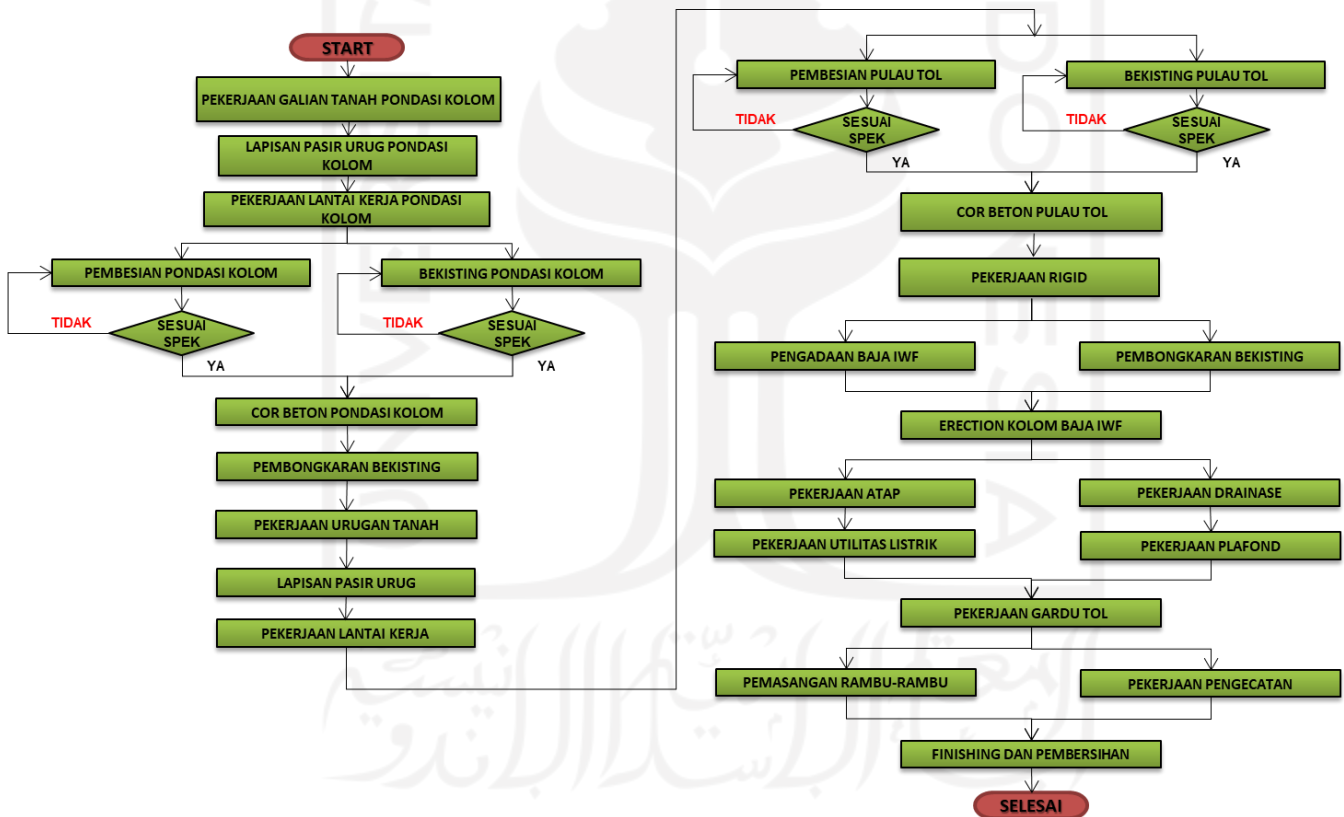 START
PEKERJAAN GALIAN TANAH PONDASI KOLOM
LAPISAN PASIR URUG PONDASI
KOLOM
PEKERJAAN LANTAI KERJA PONDASI
KOLOM
PEMBESIAN PONDASI KOLOM
BEKISTING PONDASI KOLOM
TIDAK
SESUAI
SPEK
YA
TIDAK
SESUAI
SPEK
YA
COR BETON PONDASI KOLOM
PEMBONGKARAN BEKISTING
PEKERJAAN URUGAN TANAH
LAPISAN PASIR URUG
PEKERJAAN LANTAI KERJA
PEMBESIAN PULAU TOL
BEKISTING PULAU TOL
TIDAK
SESUAI
SPEK
YA
TIDAK
SESUAI
SPEK
YA
COR BETON PULAU TOL
PEKERJAAN RIGID
PENGADAAN BAJA IWF
PEMBONGKARAN BEKISTING
ERECTION KOLOM BAJA IWF
PEKERJAAN ATAP
PEKERJAAN DRAINASE
PEKERJAAN UTILITAS LISTRIK
PEKERJAAN PLAFOND
PEKERJAAN GARDU TOL
PEMASANGAN RAMBU-RAMBU
PEKERJAAN PENGECATAN
FINISHING DAN PEMBERSIHAN
SELESAI